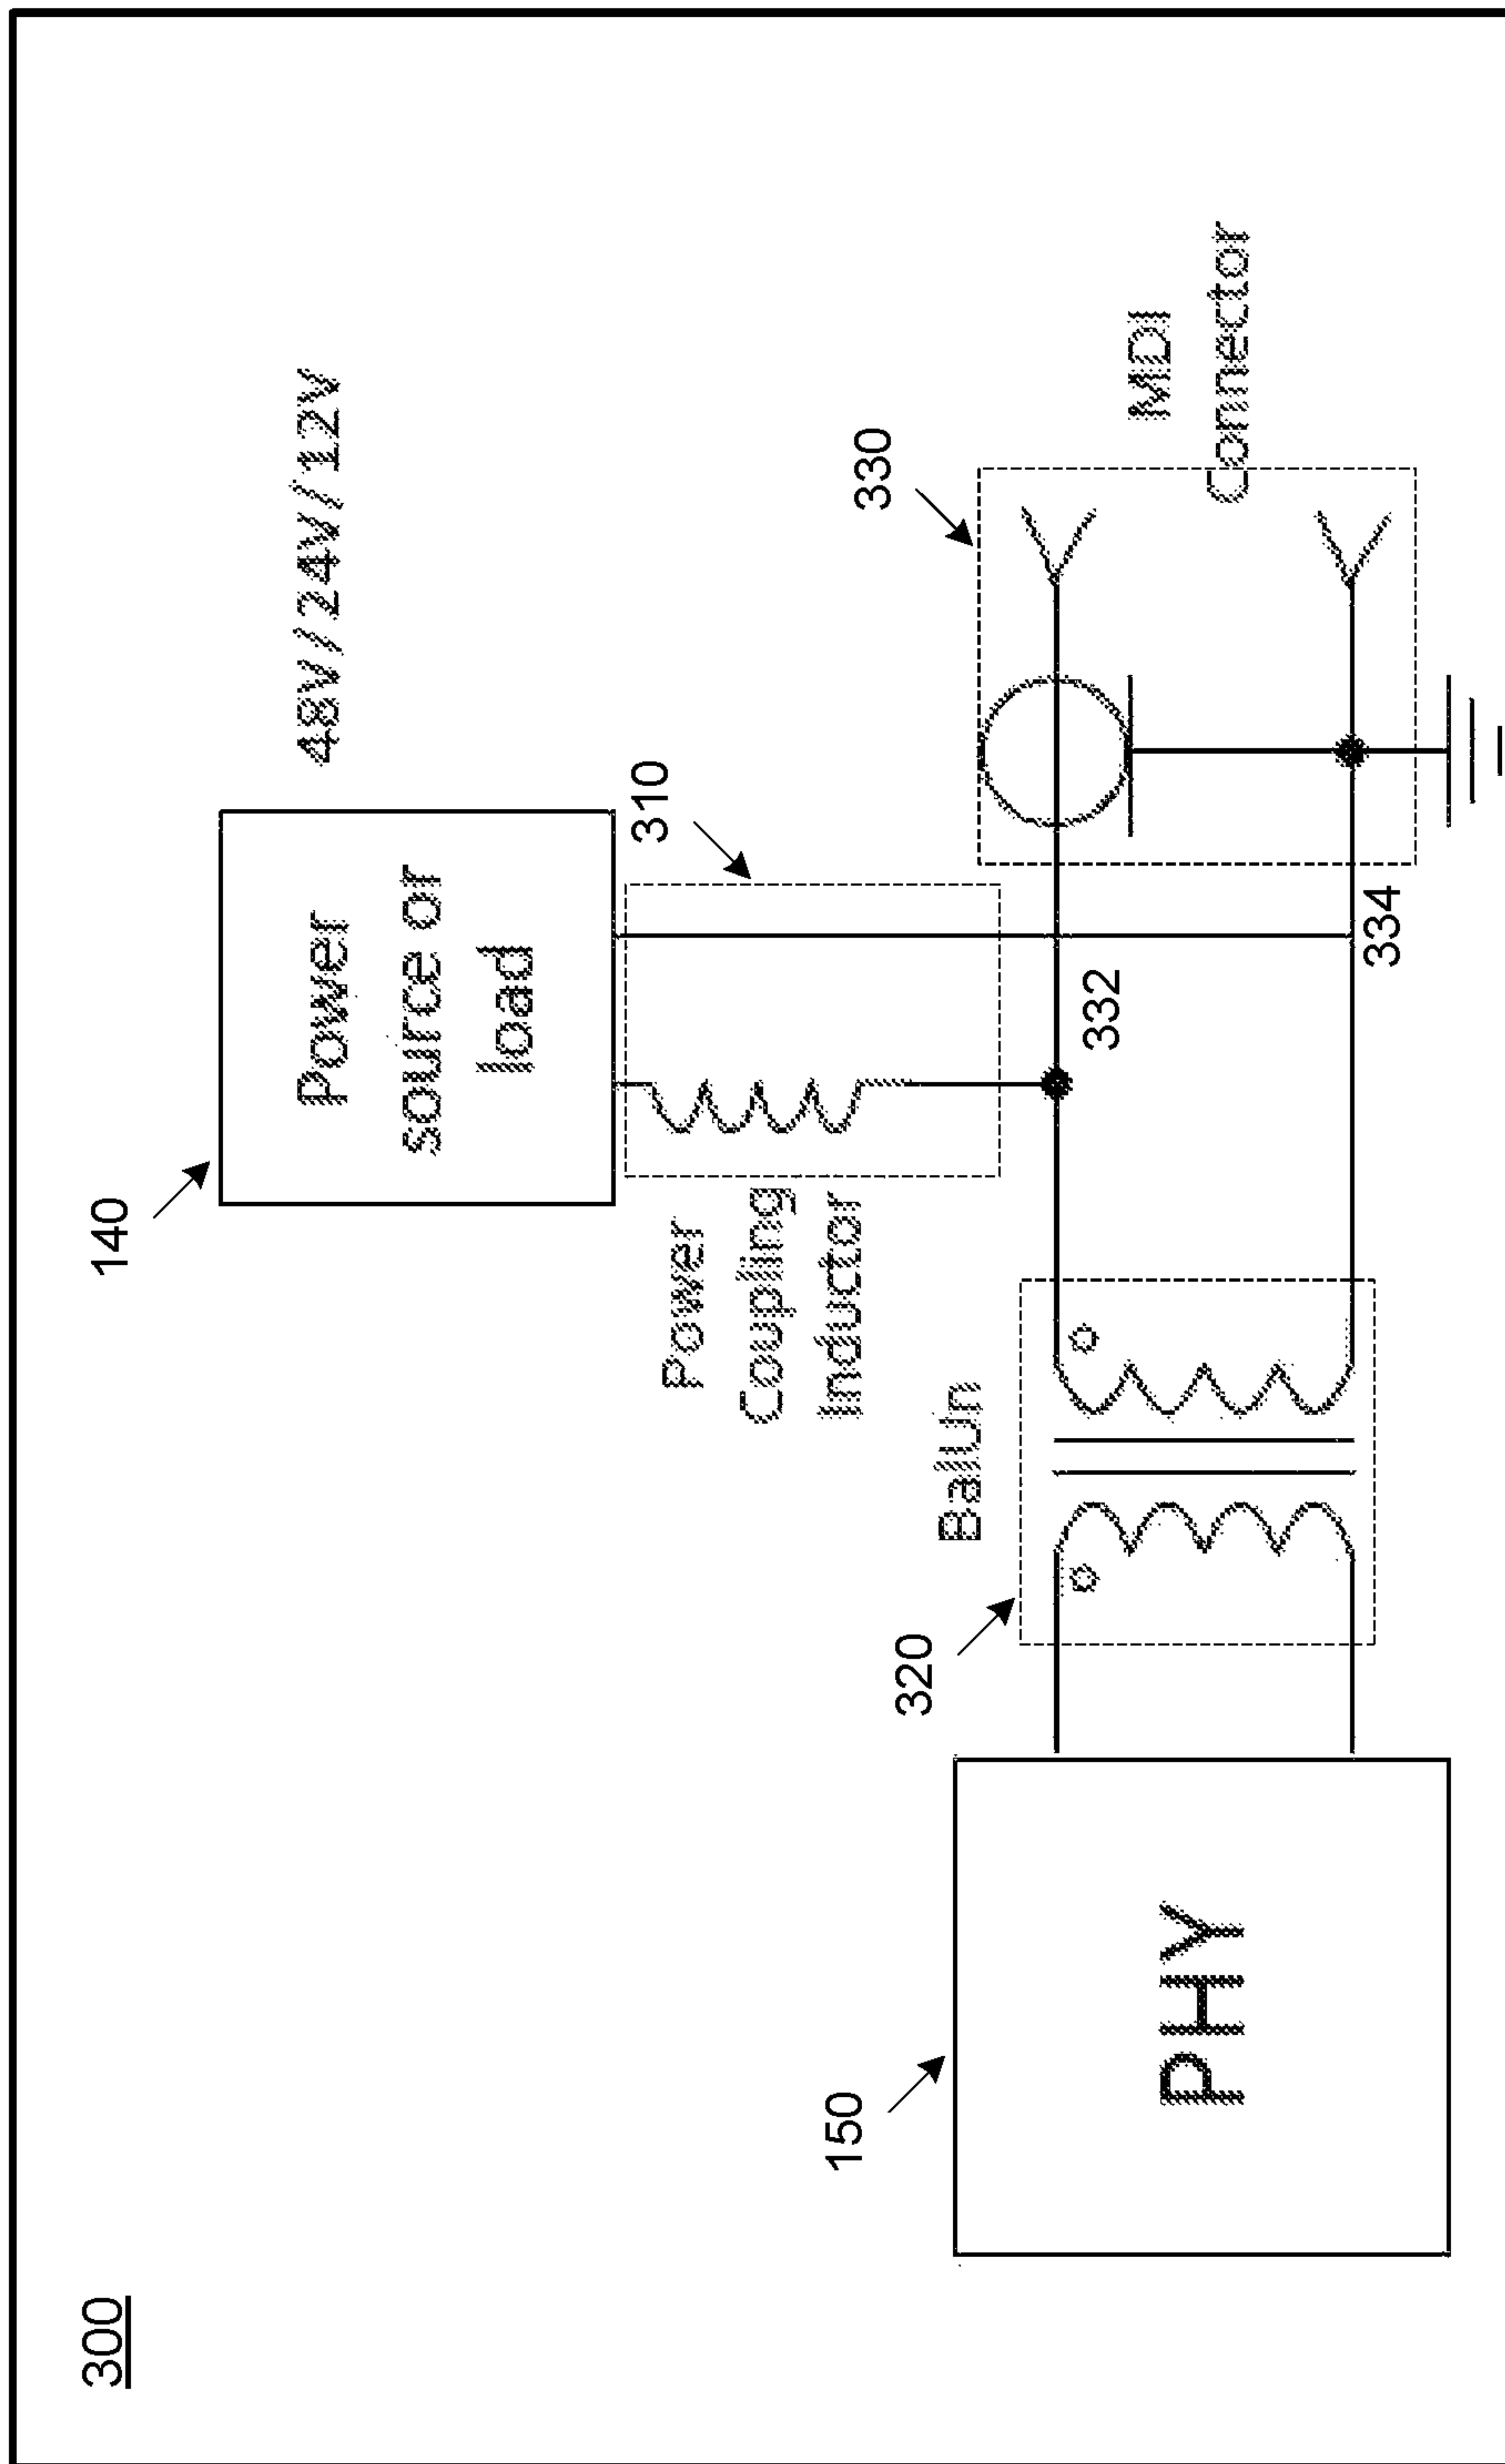 300
140
Power
source or
load
48V/24V/12V
310
Power
Coupling
Inductor
330
MDI
Connector
332
334
320
BalUn
150
PHY